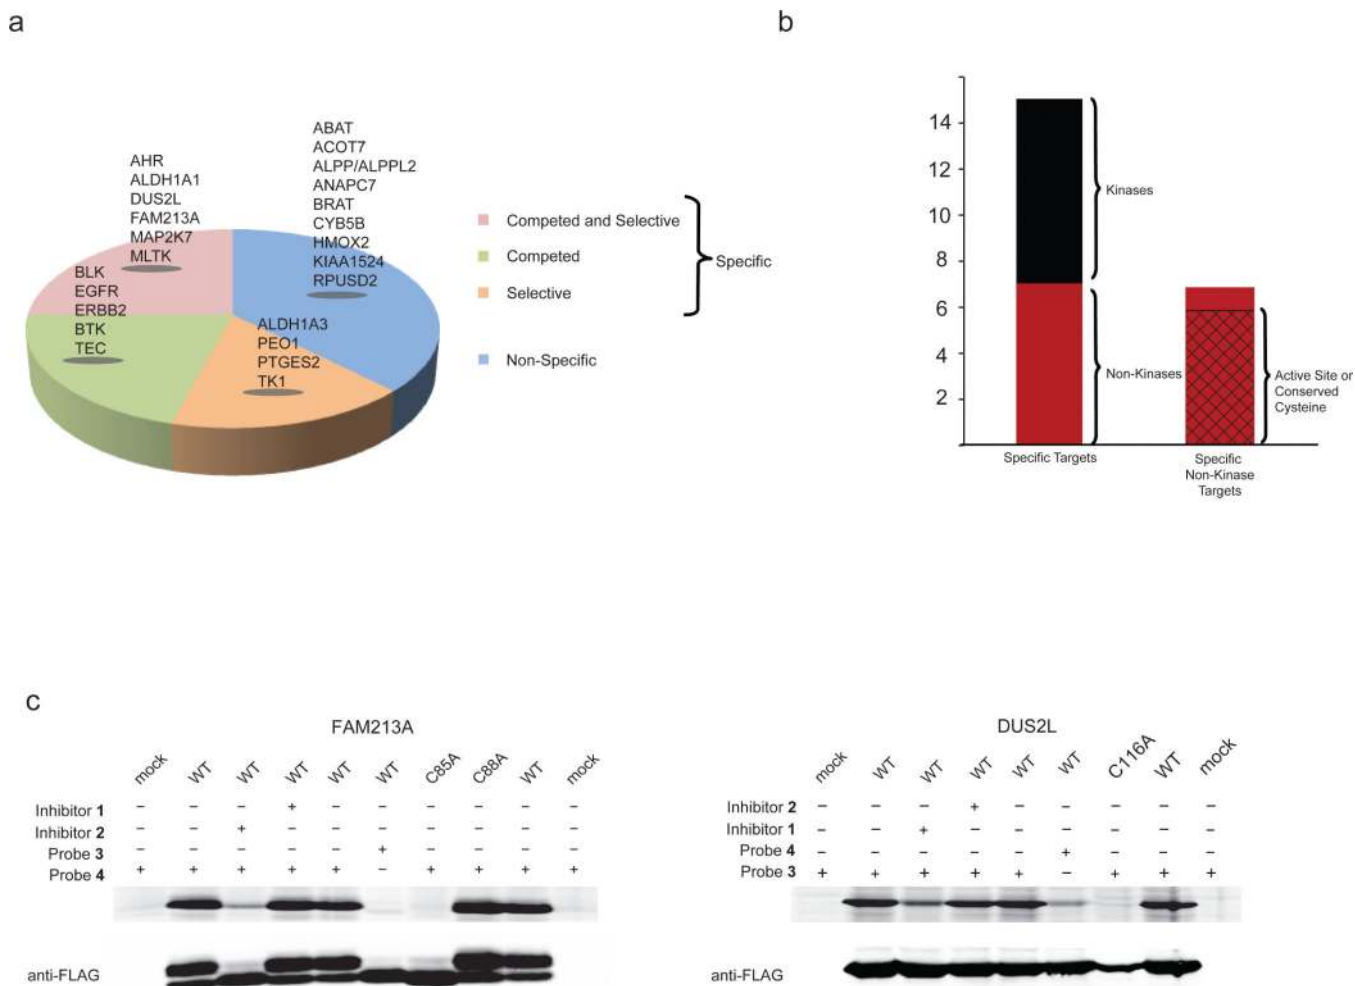 a
AHR
ALDH1A1
DUS2L
FAM213A
MAP2K7
MLTK
BLK
EGFR
ERBB2
BTK
TEC
ABAT
ACOT7
ALPP/ALPPL2
ANAPC7
BRAT
CYB5B
HMOX2
KIAA1524
RPUSD2
ALDH1A3
PEO1
PTGES2
TK1
Competed and Selective
Competed
Selective
Specific
Non-Specific
b
14
12
10
8
6
4
2
Kinases
Non-Kinases
Active Site or
Conserved
Cysteine
Specific Targets
Specific
Non-Kinase
Targets
c
FAM213A
mock WT WT WT WT WT C85A C88A WT mock
Inhibitor 1 – – – + – – – – – –
Inhibitor 2 – – + – – – – – – –
Probe 3 – – – – – + – – – –
Probe 4 + + + + + – + + + +
anti-FLAG
DUS2L
mock WT WT WT WT WT C116A WT mock
Inhibitor 2 – – – + – – – – –
Inhibitor 1 – – + – – – – – –
Probe 4 – – – – – + – – –
Probe 3 + + + + + – + + +
anti-FLAG